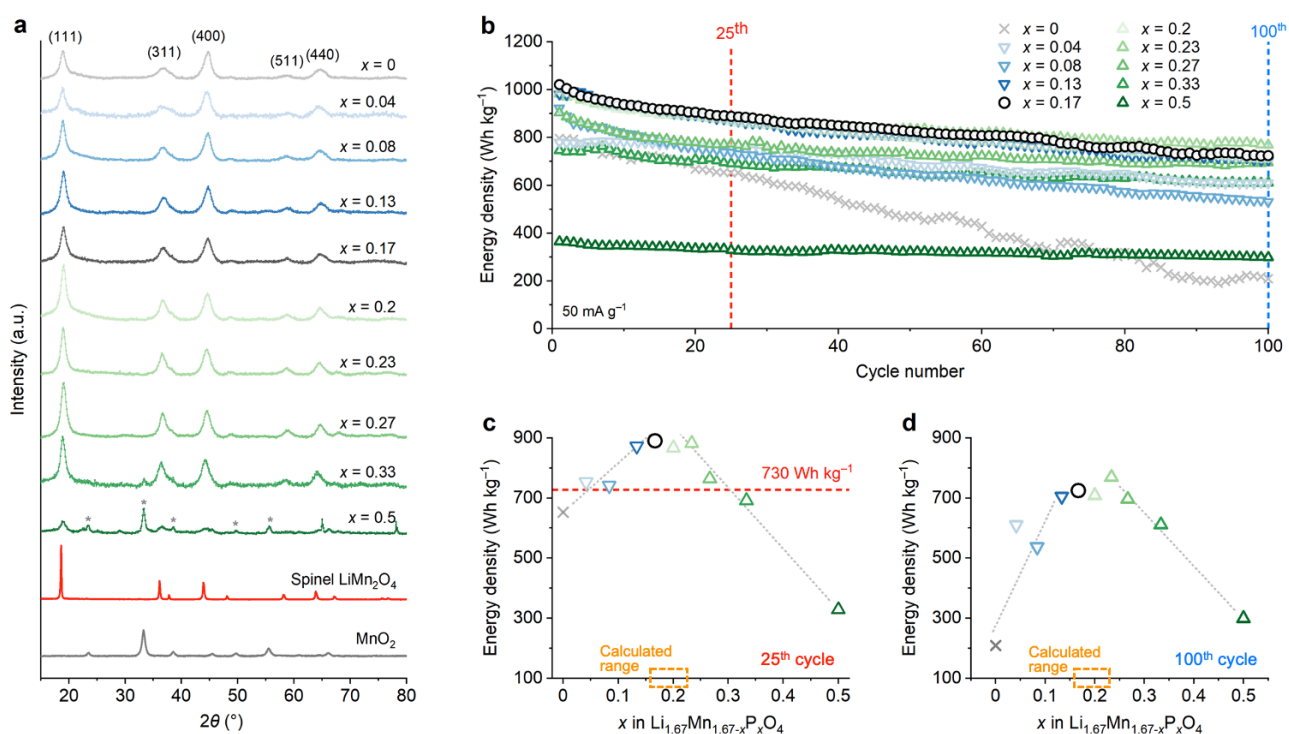 a
(111)
(311)
(400)
(511)
(440)
x = 0
x = 0.04
x = 0.08
x = 0.13
x = 0.17
x = 0.2
x = 0.23
x = 0.27
x = 0.33
x = 0.5
* * * * *
Spinel LiMn₂O₄
MnO₂
Intensity (a.u.)
20 30 40 50 60 70 80
2θ (°)
b
25th
100th
x = 0
x = 0.04
x = 0.08
x = 0.13
x = 0.17
x = 0.2
x = 0.23
x = 0.27
x = 0.33
x = 0.5
1200
1000
800
600
400
200
0
Energy density (Wh kg⁻¹)
50 mA g⁻¹
0 20 40 60 80 100
Cycle number
c
900
700
500
300
100
Energy density (Wh kg⁻¹)
730 Wh kg⁻¹
Calculated
range
25th cycle
0 0.1 0.2 0.3 0.4 0.5
x in Li₁.₆₇Mn₁.₆₇₋ₓPₓO₄
d
900
700
500
300
100
Energy density (Wh kg⁻¹)
Calculated
range
100th cycle
0 0.1 0.2 0.3 0.4 0.5
x in Li₁.₆₇Mn₁.₆₇₋ₓPₓO₄